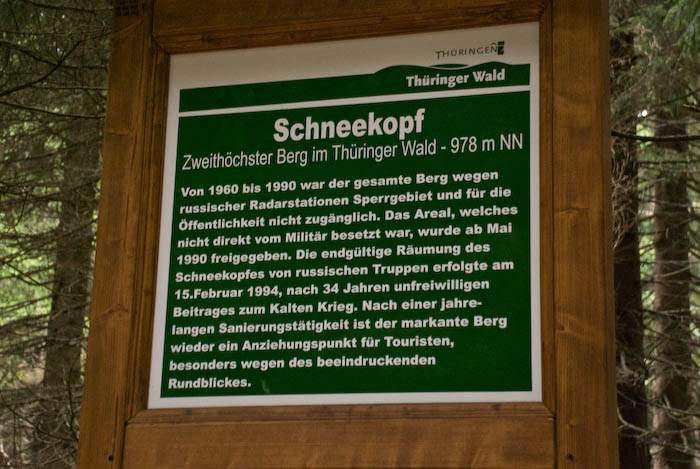 THÜRINGEN
Thüringer Wald
Schneekopf
Zweithöchster Berg im Thüringer Wald - 978 m NN
Von 1960 bis 1990 war der gesamte Berg wegen
russischer Radarstationen Sperrgebiet und für die
Öffentlichkeit nicht zugänglich. Das Areal, welches
nicht direkt vom Militär besetzt war, wurde ab Mai
1990 freigegeben. Die endgültige Räumung des
Schneekopfes von russischen Truppen erfolgte am
15.Februar 1994, nach 34 Jahren unfreiwilligen
Beitrages zum Kalten Krieg. Nach einer jahre-
langen Sanierungstätigkeit ist der markante Berg
wieder ein Anziehungspunkt für Touristen,
besonders wegen des beeindruckenden
Rundblickes.